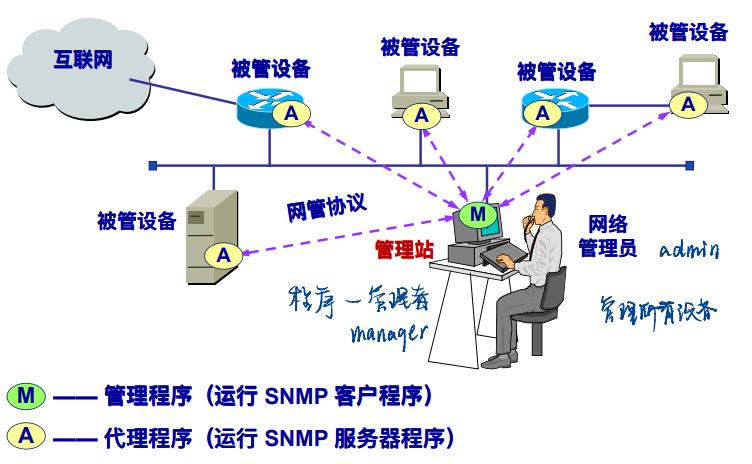 互联网
被管设备
被管设备
被管设备
被管设备
A
A
A
A
被管设备
网管协议
M
A
管理站
网络
管理员
admin
程序一管理者
manager
管理所有设备
M —— 管理程序（运行 SNMP 客户程序）
A —— 代理程序（运行 SNMP 服务器程序）